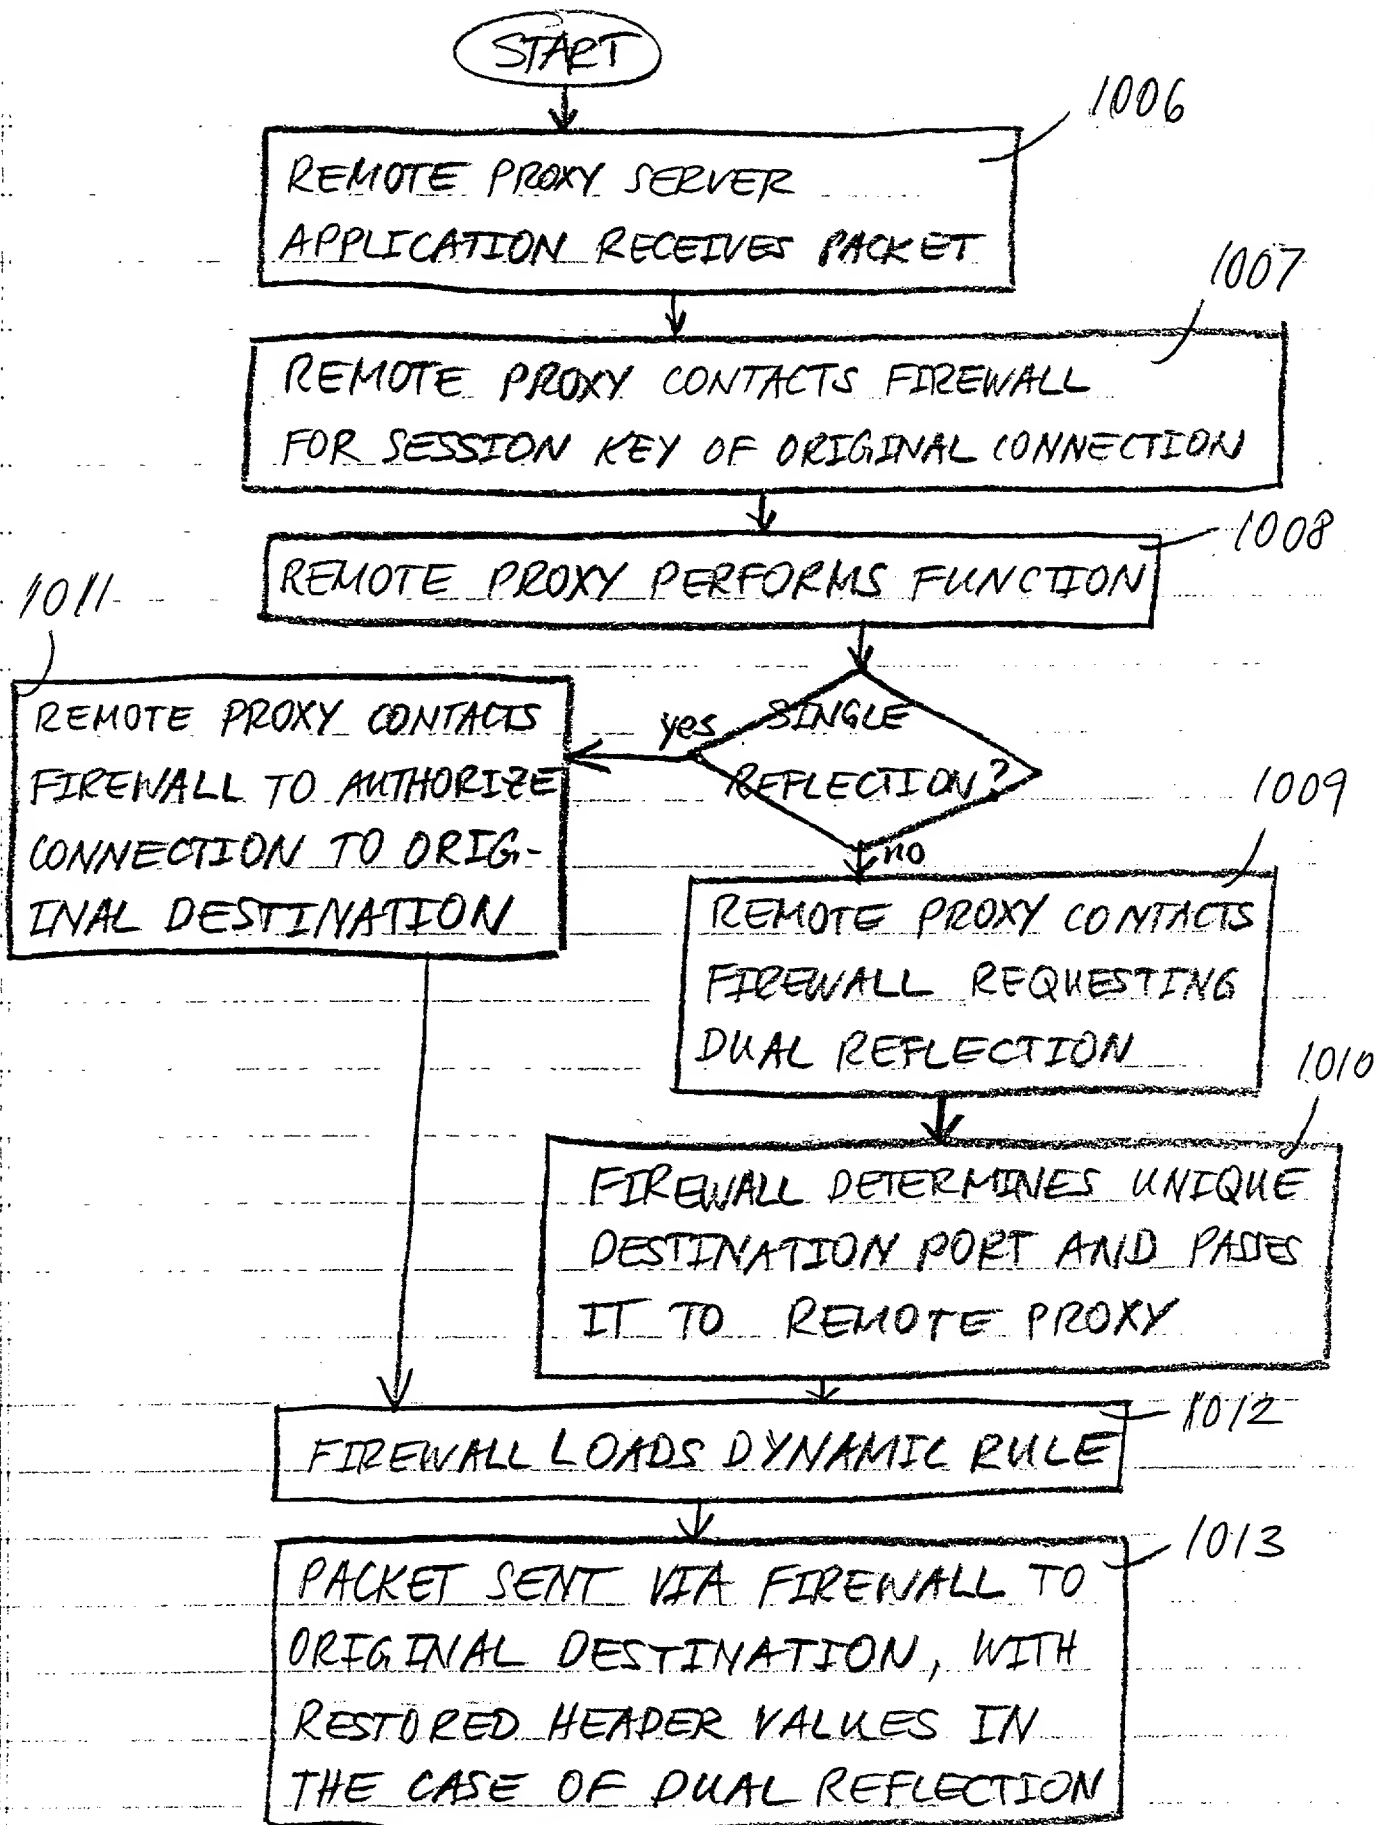 START
1006
REMOTE PROXY SERVER
APPLICATION RECEIVES PACKET
1007
REMOTE PROXY CONTACTS FIREWALL
FOR SESSION KEY OF ORIGINAL CONNECTION
1008
REMOTE PROXY PERFORMS FUNCTION
1011
REMOTE PROXY CONTACTS
FIREWALL TO AUTHORIZE
CONNECTION TO ORIG-
INAL DESTINATION
yes
SINGLE
REFLECTION?
no
1009
REMOTE PROXY CONTACTS
FIREWALL REQUESTING
DUAL REFLECTION
1010
FIREWALL DETERMINES UNIQUE
DESTINATION PORT AND PASSES
IT TO REMOTE PROXY
1012
FIREWALL LOADS DYNAMIC RULE
1013
PACKET SENT VIA FIREWALL TO
ORIGINAL DESTINATION, WITH
RESTORED HEADER VALUES IN
THE CASE OF DUAL REFLECTION